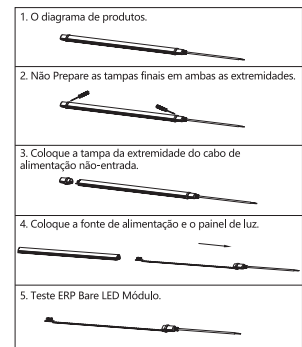 1. O diagrama de produtos.
2. Não Prepare as tampas finais em ambas as extremidades.
3. Coloque a tampa da extremidade do cabo de
alimentação não-entrada.
4. Coloque a fonte de alimentação e o painel de luz.
5. Teste ERP Bare LED Módulo.